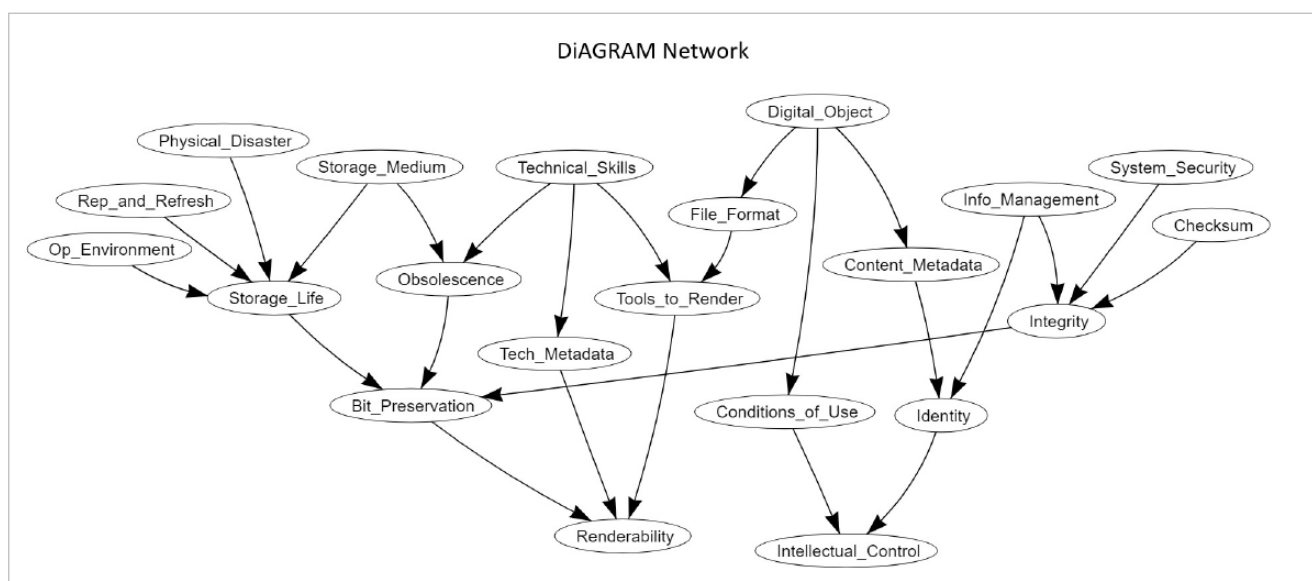 DiAGRAM Network
Digital_Object
Physical_Disaster
Storage_Medium
Technical_Skills
System_Security
Rep_and_Refresh
File_Format
Info_Management
Checksum
Op_Environment
Obsolescence
Content_Metadata
Storage_Life
Tools_to_Render
Integrity
Tech_Metadata
Bit_Preservation
Conditions_of_Use
Identity
Renderability
Intellectual_Control